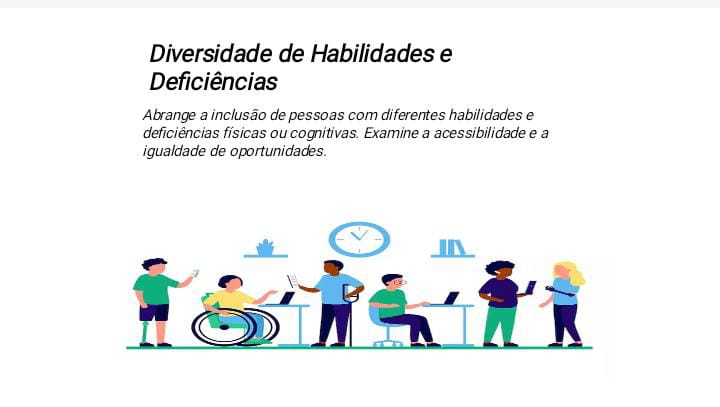 Diversidade de Habilidades e
Deficiências
Abrange a inclusão de pessoas com diferentes habilidades e
deficiências físicas ou cognitivas. Examine a acessibilidade e a
igualdade de oportunidades.